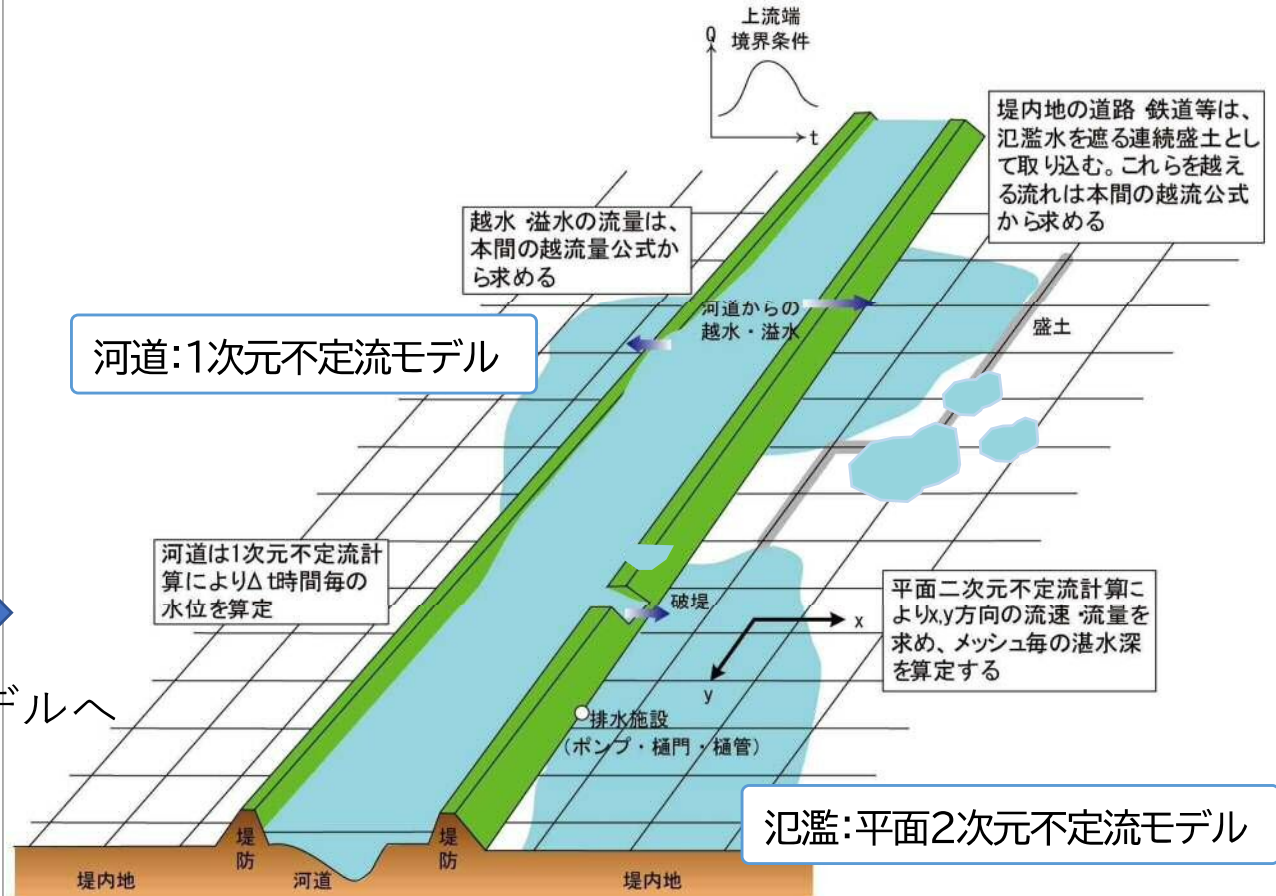 上流端
境界条件
Q
t
堤内地の道路・鉄道等は、
氾濫水を遮る連続盛土とし
て取り込む。これらを越え
る流れは本間の越流公式
から求める
越水・溢水の流量は、
本間の越流量公式か
ら求める
河道からの
越水・溢水
盛土
河道:1次元不定流モデル
河道は1次元不定流計
算によりΔt時間毎の
水位を算定
破堤
x
y
平面二次元不定流計算に
よりx,y方向の流速・流量を
求め、メッシュ毎の湛水深
を算定する
デルへ
排水施設
(ポンプ・樋門・樋管)
氾濫:平面2次元不定流モデル
堤防
堤防
堤内地
河道
堤内地